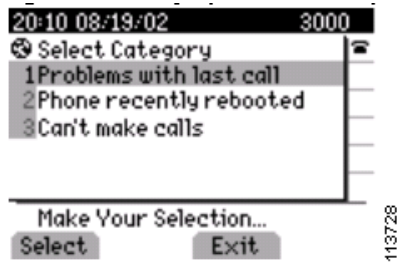 20:10 08/19/02 3000
Select Category
1 Problems with last call
2 Phone recently rebooted
3 Can't make calls
Make Your Selection...
Select Exit
113728